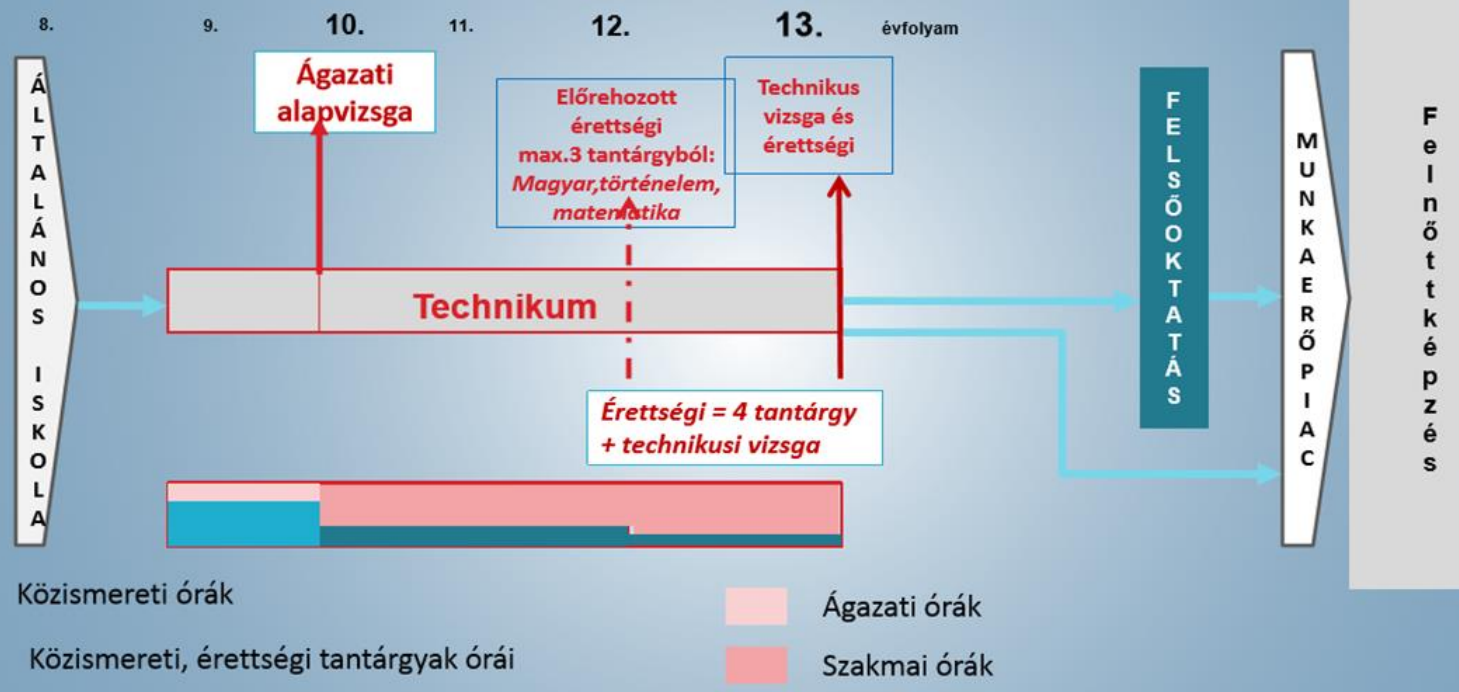 8. 9. 10. 11. 12. 13. évfolyam
ÁLTALÁNOS ISKOLA
Ágazati
alapvizsga
Előrehozott
érettségi
max.3 tantárgyból:
Magyar,történelem,
matematika
Technikus
vizsga és
érettségi
Technikum
Érettségi = 4 tantárgy
+ technikusi vizsga
FELSŐOKTATÁS
MUNKAERŐPIAC
Felnőttképzés
Közismereti órák
Közismereti, érettségi tantárgyak órái
Ágazati órák
Szakmai órák